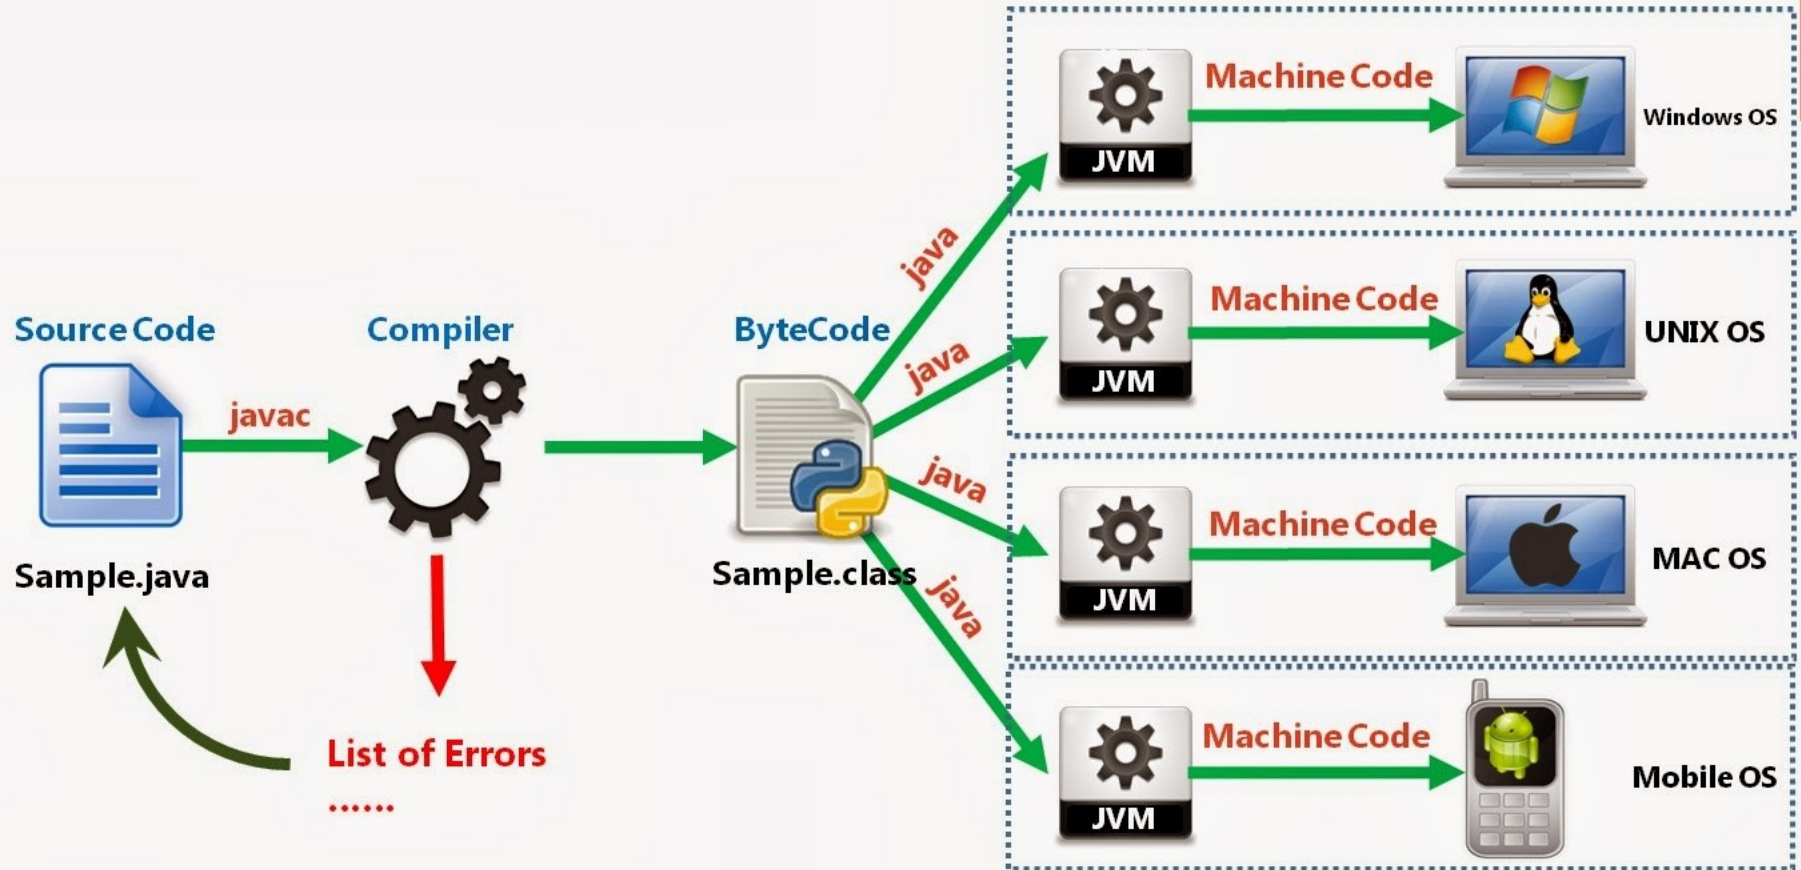 Source Code
Sample.java
javac
Compiler
List of Errors
......
ByteCode
Sample.class
java
java
java
java
JVM
Machine Code
Windows OS
JVM
Machine Code
UNIX OS
JVM
Machine Code
MAC OS
JVM
Machine Code
Mobile OS